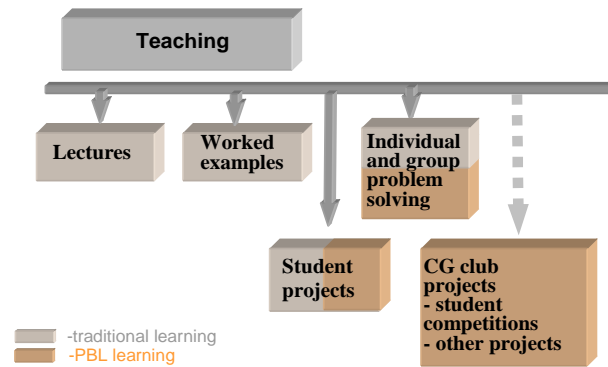 Teaching
Lectures
Worked
examples
Individual
and group
problem
solving
Student
projects
CG club
projects
- student
competitions
- other projects
-traditional learning
-PBL learning